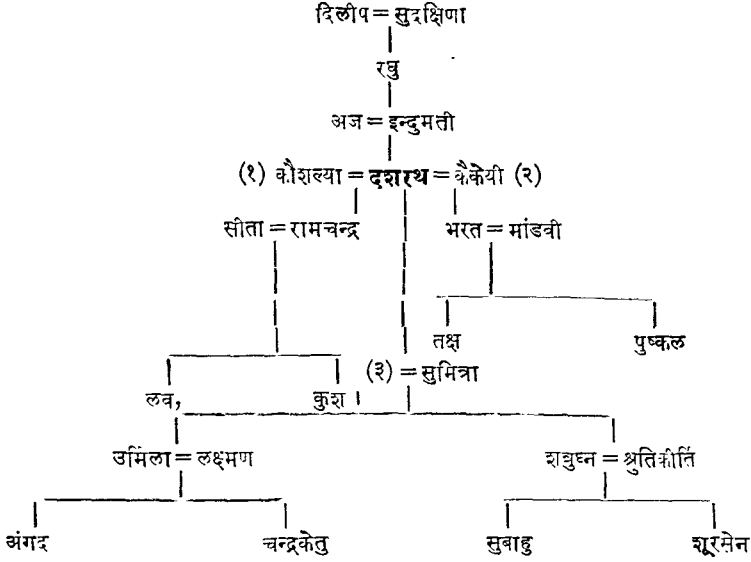 दिलीप = सुदक्षिणा
रघु
अज = इन्दुमती
(१) कौशल्या = दशरथ = कैकेयी (२)
सीता = रामचन्द्र भरत = मांडवी
तक्ष पुष्कल
(३) = सुमित्रा
लव, कुश ।
उर्मिला = लक्ष्मण शत्रुघ्न = श्रुतिकीर्ति
अंगद चन्द्रकेतु सुबाहु शूरसेन